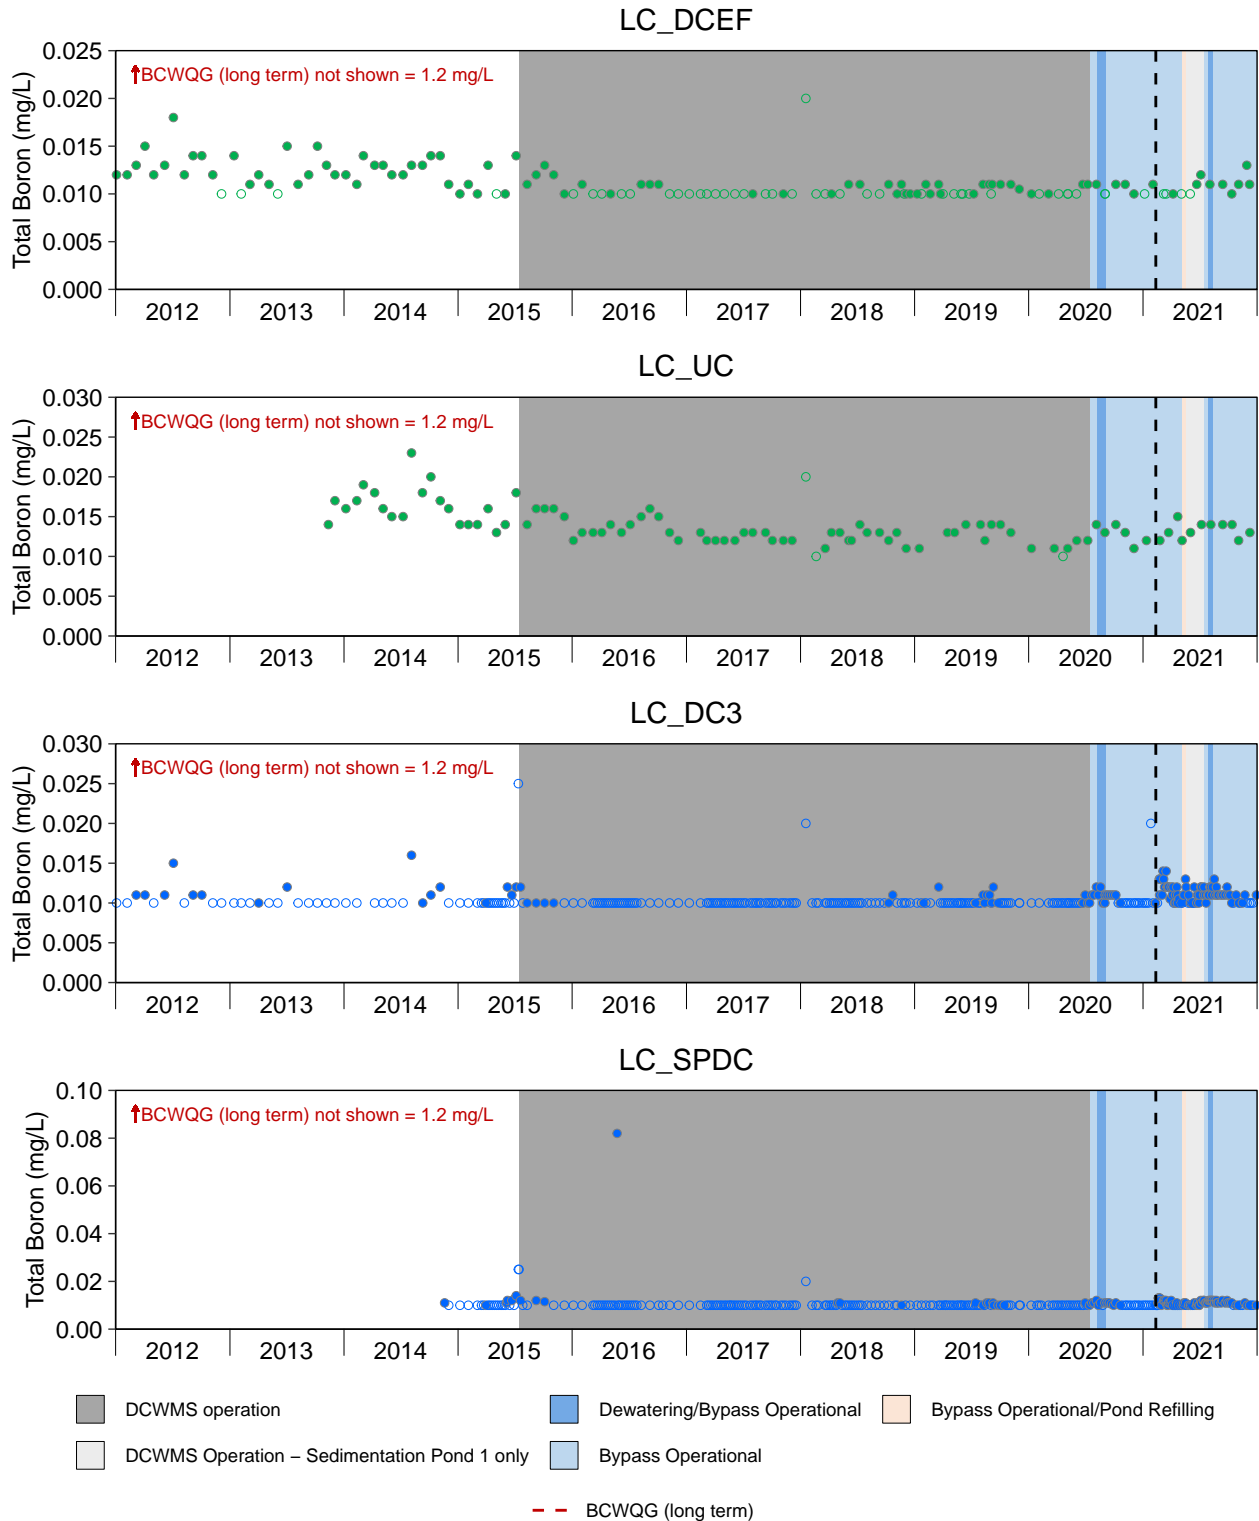 LC_DCEF
Total Boron (mg/L)
0.025
0.020
0.015
0.010
0.005
0.000
↑BCWQG (long term) not shown = 1.2 mg/L
2012 2013 2014 2015 2016 2017 2018 2019 2020 2021
LC_UC
Total Boron (mg/L)
0.030
0.025
0.020
0.015
0.010
0.005
0.000
↑BCWQG (long term) not shown = 1.2 mg/L
2012 2013 2014 2015 2016 2017 2018 2019 2020 2021
LC_DC3
Total Boron (mg/L)
0.030
0.025
0.020
0.015
0.010
0.005
0.000
↑BCWQG (long term) not shown = 1.2 mg/L
2012 2013 2014 2015 2016 2017 2018 2019 2020 2021
LC_SPDC
Total Boron (mg/L)
0.10
0.08
0.06
0.04
0.02
0.00
↑BCWQG (long term) not shown = 1.2 mg/L
2012 2013 2014 2015 2016 2017 2018 2019 2020 2021
DCWMS operation
Dewatering/Bypass Operational
Bypass Operational/Pond Refilling
DCWMS Operation – Sedimentation Pond 1 only
Bypass Operational
BCWQG (long term)